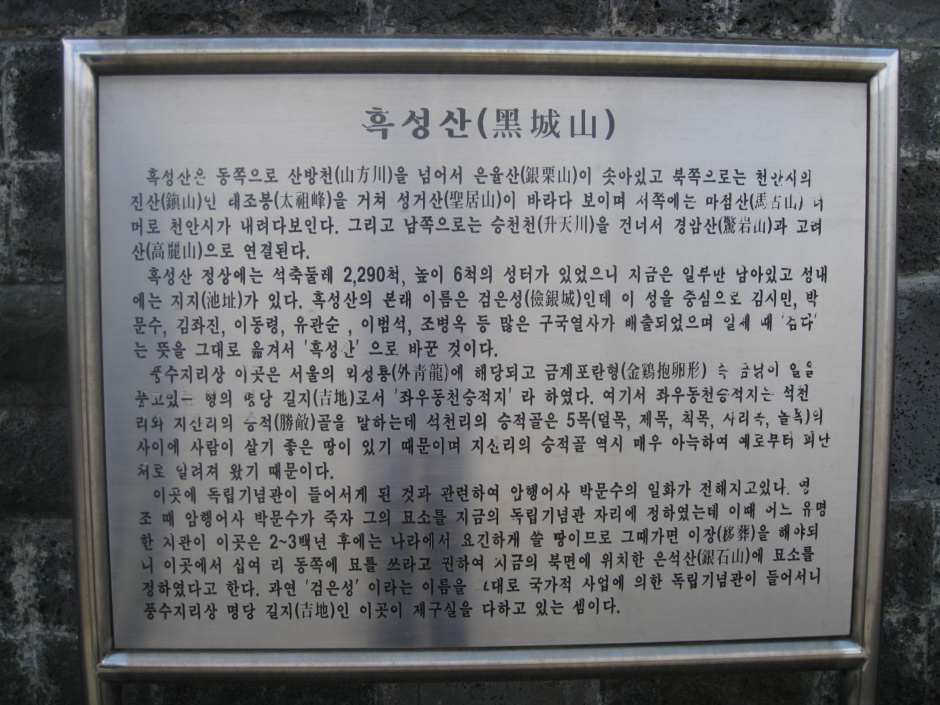 흑성산(黑城山)
흑성산은 동쪽으로 산방천(山方川)을 넘어서 은율산(銀栗山)이 솟아있고 북쪽으로는 천안시의
진산(鎭山)인 태조봉(太祖峰)을 거쳐 성거산(聖居山)이 바라다 보이며 서쪽에는 마점산(馬占山) 너
머로 천안시가 내려다보인다. 그리고 남쪽으로는 승천천(升天川)을 건너서 경암산(驚岩山)과 고려
산(高麗山)으로 연결된다.
흑성산 정상에는 석축둘레 2,290척, 높이 6척의 성터가 있었으니 지금은 일부만 남아있고 성내
에는 지지(池址)가 있다. 흑성산의 본래 이름은 검은성(儉銀城)인데 이 성을 중심으로 김시민, 박
문수, 김좌진, 이동령, 유관순 , 이범석, 조병옥 등 많은 구국열사가 배출되었으며 일제 때 '검다'
는 뜻을 그대로 옮겨서 '흑성산' 으로 바꾼 것이다.
풍수지리상 이곳은 서울의 외청룡(外靑龍)에 해당되고 금계포란형(金鷄抱卵形) 즉 금닭이 알을
품고있는 형의 명당 길지(吉地)로서 '좌우동천승적지' 라 하였다. 여기서 좌우동천승적지는 석천
리와 지산리의 승적(勝敵)골을 말하는데 석천리의 승적골은 5목(덜목, 제목, 칙목, 사리목, 놀목)의
사이에 사람이 살기 좋은 땅이 있기 때문이며 지산리의 승적골 역시 매우 아늑하여 예로부터 피난
처로 알려져 왔기 때문이다.
이곳에 독립기념관이 들어서게 된 것과 관련하여 암행어사 박문수의 일화가 전해지고있다. 영
조 때 암행어사 박문수가 죽자 그의 묘소를 지금의 독립기념관 자리에 정하였는데 이때 어느 유명
한 지관이 이곳은 2~3백년 후에는 나라에서 요긴하게 쓸 땅이므로 그때가면 이장(移葬)을 해야되
니 이곳에서 십여 리 동쪽에 묘를 쓰라고 권하여 지금의 북면에 위치한 은석산(銀石山)에 묘소를
정하였다고 한다. 과연 '검은성' 이라는 이름을 대로 국가적 사업에 의한 독립기념관이 들어서니
풍수지리상 명당 길지(吉地)인 이곳이 제구실을 다하고 있는 셈이다.